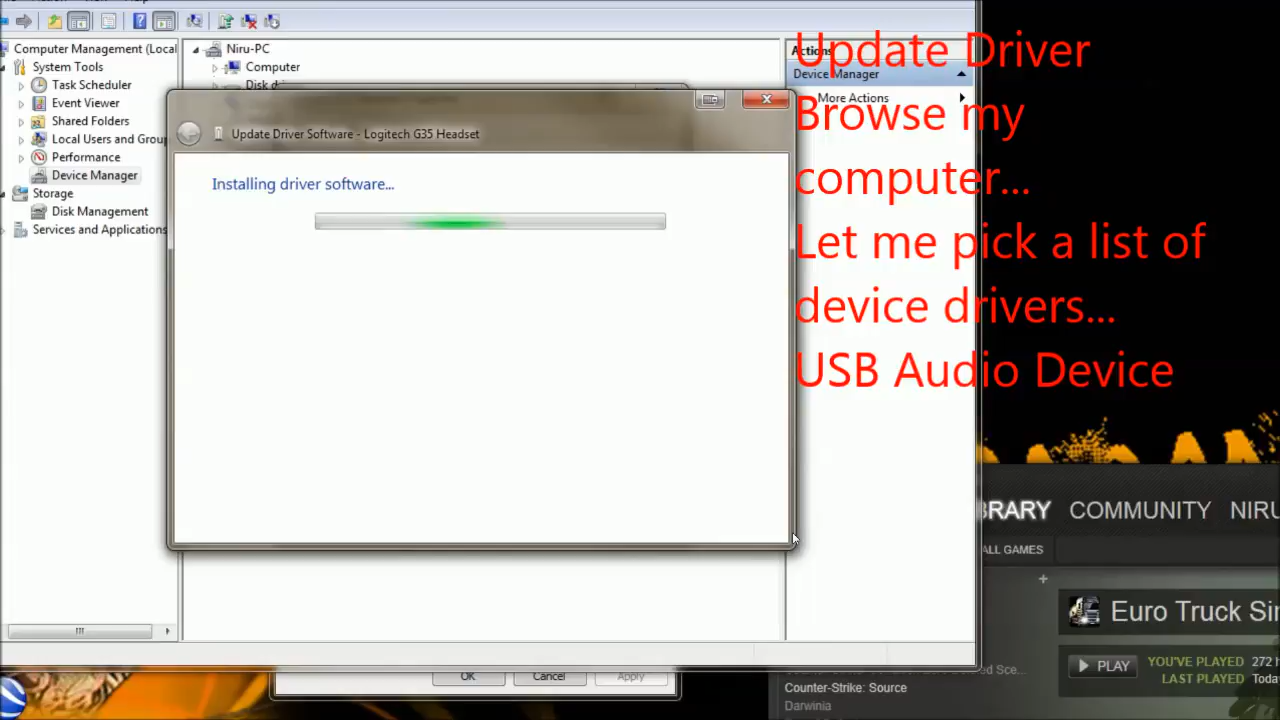 Computer Management (Local
System Tools
Task Scheduler
Event Viewer
Shared Folders
Local Users and Group
Performance
Device Manager
Storage
Disk Management
Services and Applications
Niru-PC
Computer
Disk
Update Driver Software - Logitech G35 Headset
Installing driver software...
Actions
Device Manager
More Actions
Update Driver
Browse my
computer...
Let me pick a list of
device drivers...
USB Audio Device
BRARY COMMUNITY NIRU
ALL GAMES
+
Euro Truck Si
PLAY
YOU'VE PLAYED 272 h
LAST PLAYED Toda
Counter-Strike: Source
Darwinia
OK Cancel Apply